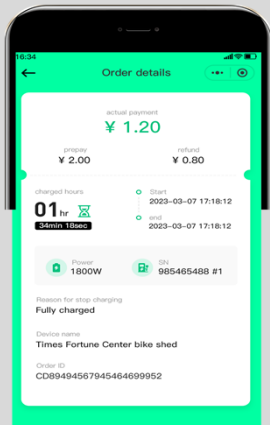 16:34
Order details
actual payment
¥ 1.20
prepay
refund
¥ 2.00
¥ 0.80
charged hours
01 hr
34min 18sec
Start
2023-03-07 17:18:12
end
2023-03-07 17:18:12
Power
1800W
SN
985465488 #1
Reason for stop charging
Fully charged
Device name
Times Fortune Center bike shed
Order ID
CD89494567945464699952